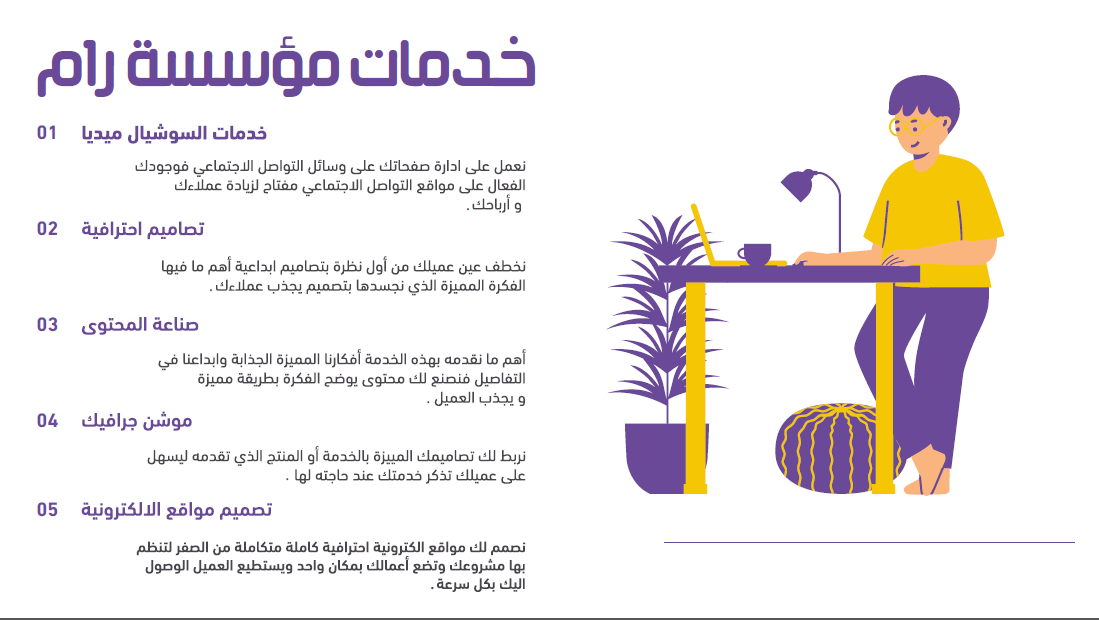 خدمات مؤسسة رام
01 خدمات السوشيال ميديا
نعمل على ادارة صفحاتك على وسائل التواصل الاجتماعي فوجودك
الفعال على مواقع التواصل الاجتماعي مفتاح لزيادة عملاءك
و أرباحك .
02 تصاميم احترافية
نخطف عين عميلك من أول نظرة بتصاميم ابداعية أهم ما فيها
الفكرة المميزة الذي نجسدها بتصميم يجذب عملاءك .
03 صناعة المحتوى
أهم ما نقدمه بهذه الخدمة أفكارنا المميزة الجذابة وابداعنا في
التفاصيل فنصنع لك محتوى يوضح الفكرة بطريقة مميزة
و يجذب العميل .
04 موشن جرافيك
نربط لك تصاميمك المييزة بالخدمة أو المنتج الذي تقدمه ليسهل
على عميلك تذكر خدمتك عند حاجته لها .
05 تصميم مواقع الالكترونية
نصمم لك مواقع الكترونية احترافية كاملة متكاملة من الصفر لتنظم
بها مشروعك وتضع أعمالك بمكان واحد ويستطيع العميل الوصول
اليك بكل سرعة .